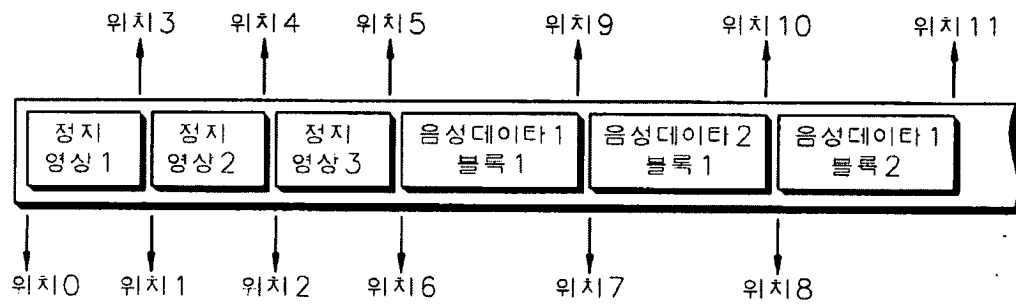 위치3 위치4 위치5 위치9 위치10 위치11
정지 영상1
정지 영상2
정지 영상3
음성데이타1 블록1
음성데이타2 블록1
음성데이타1 블록2
위치0 위치1 위치2 위치6 위치7 위치8